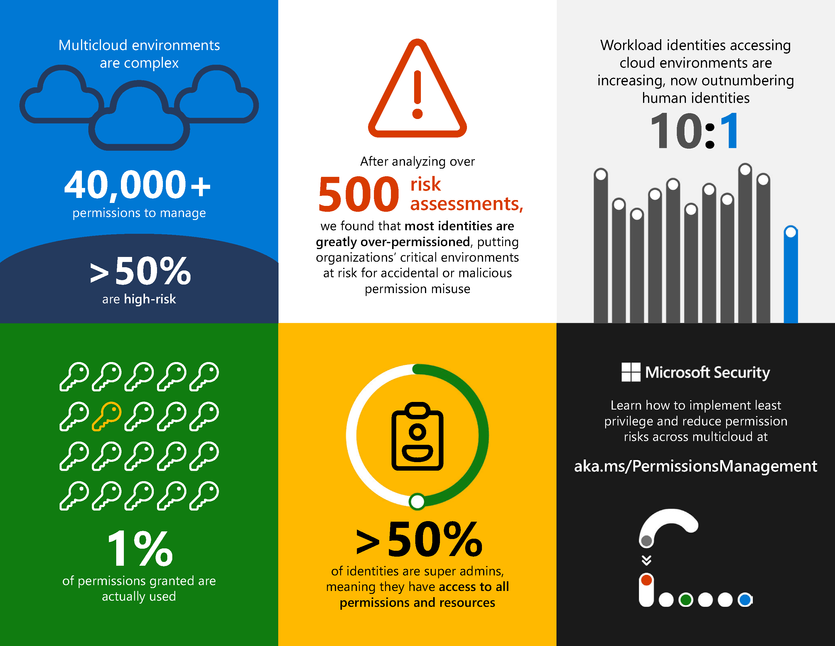 Multicloud environments
are complex
40,000+
permissions to manage
>50%
are high-risk
After analyzing over
500 risk
assessments,
we found that most identities are
greatly over-permissioned, putting
organizations' critical environments
at risk for accidental or malicious
permission misuse
Workload identities accessing
cloud environments are
increasing, now outnumbering
human identities
10:1
1%
of permissions granted are
actually used
>50%
of identities are super admins,
meaning they have access to all
permissions and resources
Microsoft Security
Learn how to implement least
privilege and reduce permission
risks across multicloud at
aka.ms/PermissionsManagement